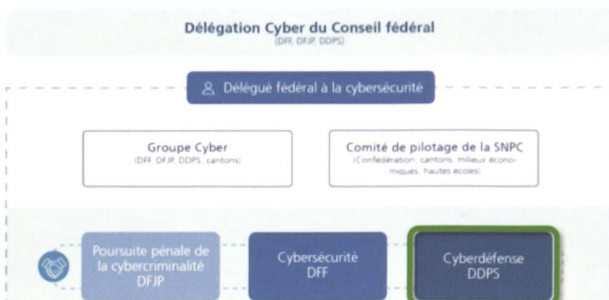 Délégation Cyber du Conseil fédéral
(DFF, DFJP, DDPS)
Délégué fédéral à la cybersécurité
Groupe Cyber
(DFF, DFJP, DDPS, cantons)
Comité de pilotage de la SNPC
(Confédération, cantons, milieux écono-
miques, hautes écoles)
Poursuite pénale de
la cybercriminalité
DFJP
Cybersécurité
DFF
Cyberdéfense
DDPS